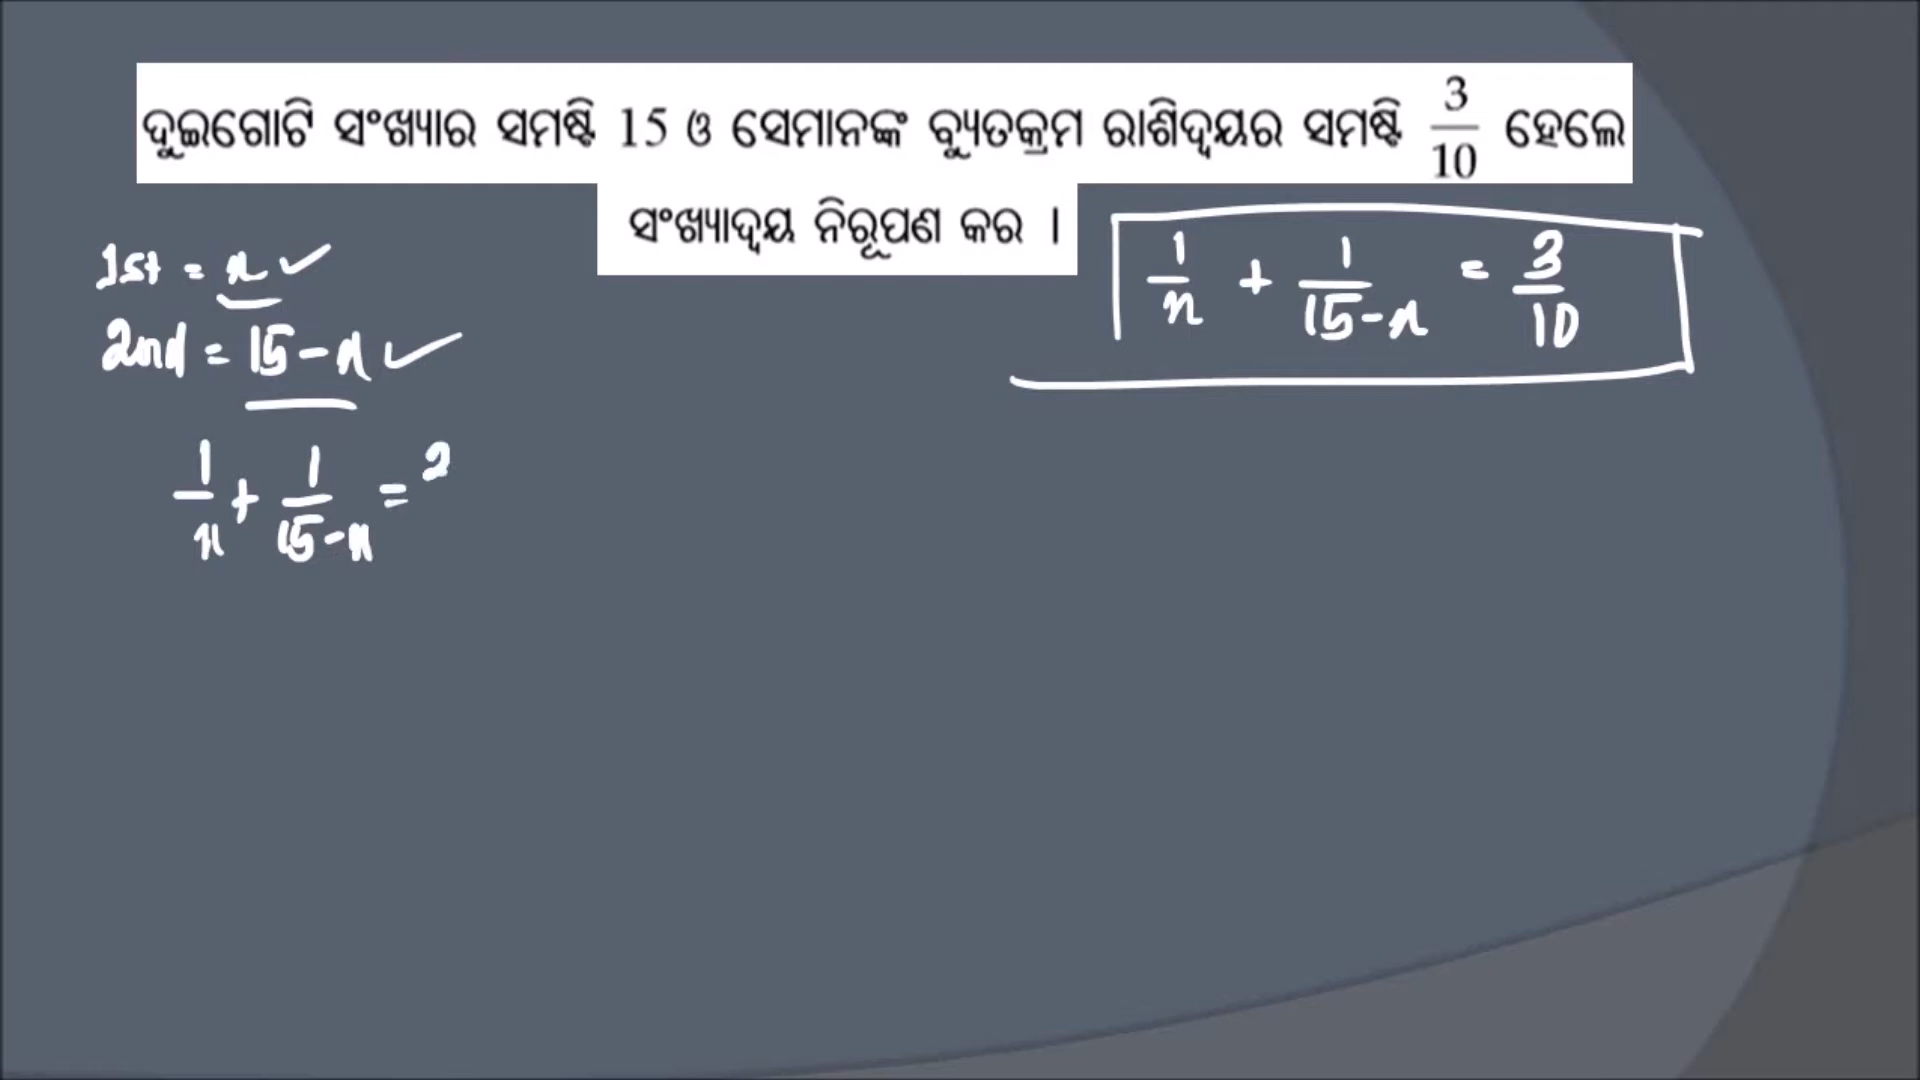 ଦୁଇଗୋଟି ସଂଖ୍ୟାର ସମଷ୍ଟି 15 ଓ ସେମାନଙ୍କ ବ୍ୟୁତକ୍ରମ ରାଶିଦ୍ୱୟର ସମଷ୍ଟି 3/10 ହେଲେ
ସଂଖ୍ୟାଦ୍ୱୟ ନିରୂପଣ କର ।
1st = x ✓
2nd = 15-x ✓
1/x + 1/(15-x) = 3/10
1/x + 1/(15-x) = 2